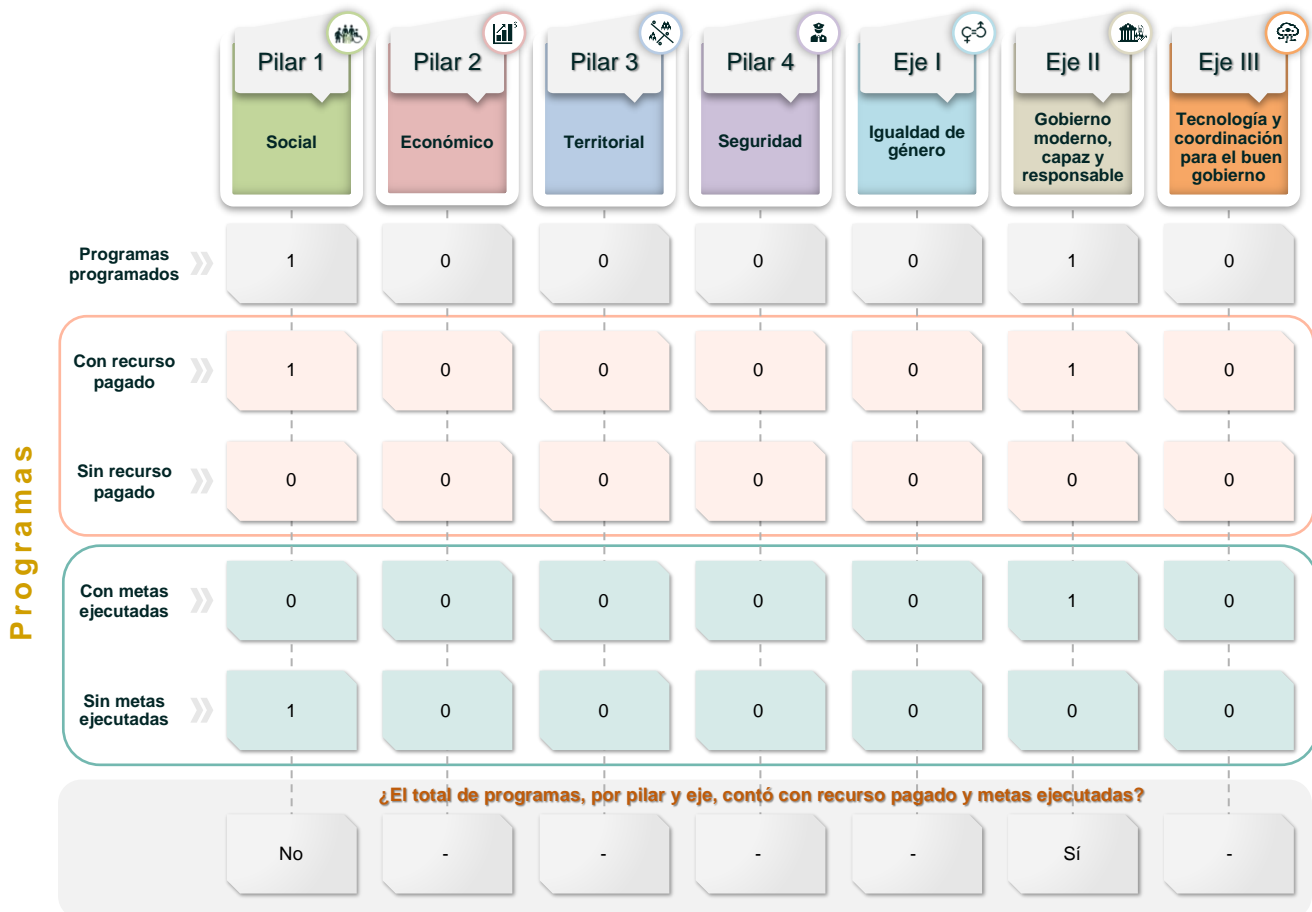 Pilar 1
Pilar 2
Pilar 3
Pilar 4
Eje I
Eje II
Eje III
Social
Económico
Territorial
Seguridad
Igualdad de
género
Gobierno
moderno,
capaz y
responsable
Tecnología y
coordinación
para el buen
gobierno
Programas
Programas
programados
1 0 0 0 0 1 0
Con recurso
pagado
1 0 0 0 0 1 0
Sin recurso
pagado
0 0 0 0 0 0 0
Con metas
ejecutadas
0 0 0 0 0 1 0
Sin metas
ejecutadas
1 0 0 0 0 0 0
¿El total de programas, por pilar y eje, contó con recurso pagado y metas ejecutadas?
No - - - - Sí -